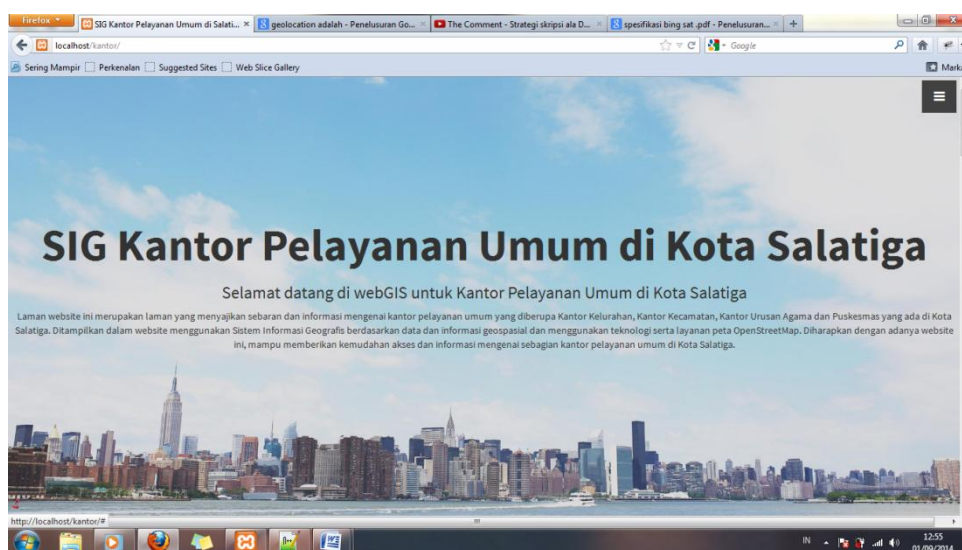 Firefox
SIG Kantor Pelayanan Umum di Salati...
geolocation adalah - Penelusuran Go...
The Comment - Strategi skripsi ala D...
spesifikasi bing sat .pdf - Penelusuran...
localhost/kantor/
Google
Sering Mampir Perkenalan Suggested Sites Web Slice Gallery
SIG Kantor Pelayanan Umum di Kota Salatiga
Selamat datang di webGIS untuk Kantor Pelayanan Umum di Kota Salatiga
Laman website ini merupakan laman yang menyajikan sebaran dan informasi mengenai kantor pelayanan umum yang diberupa Kantor Kelurahan, Kantor Kecamatan, Kantor Urusan Agama dan Puskesmas yang ada di Kota
Salatiga. Ditampilkan dalam website menggunakan Sistem Informasi Geografis berdasarkan data dan informasi geospasial dan menggunakan teknologi serta layanan peta OpenStreetMap. Diharapkan dengan adanya website
ini, mampu memberikan kemudahan akses dan informasi mengenai sebagian kantor pelayanan umum di Kota Salatiga.
http://localhost/kantor/#
IN
12:55
01/09/2014